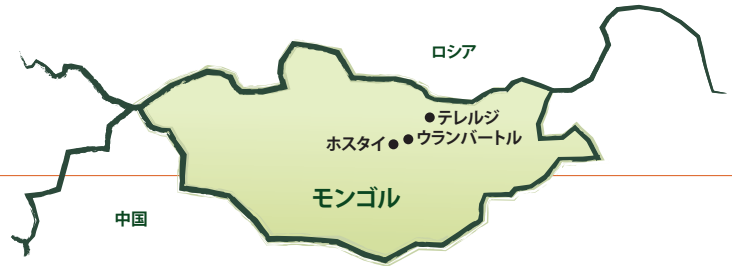 ロシア
テレルジ
ウランバートル
ホスタイ
モンゴル
中国